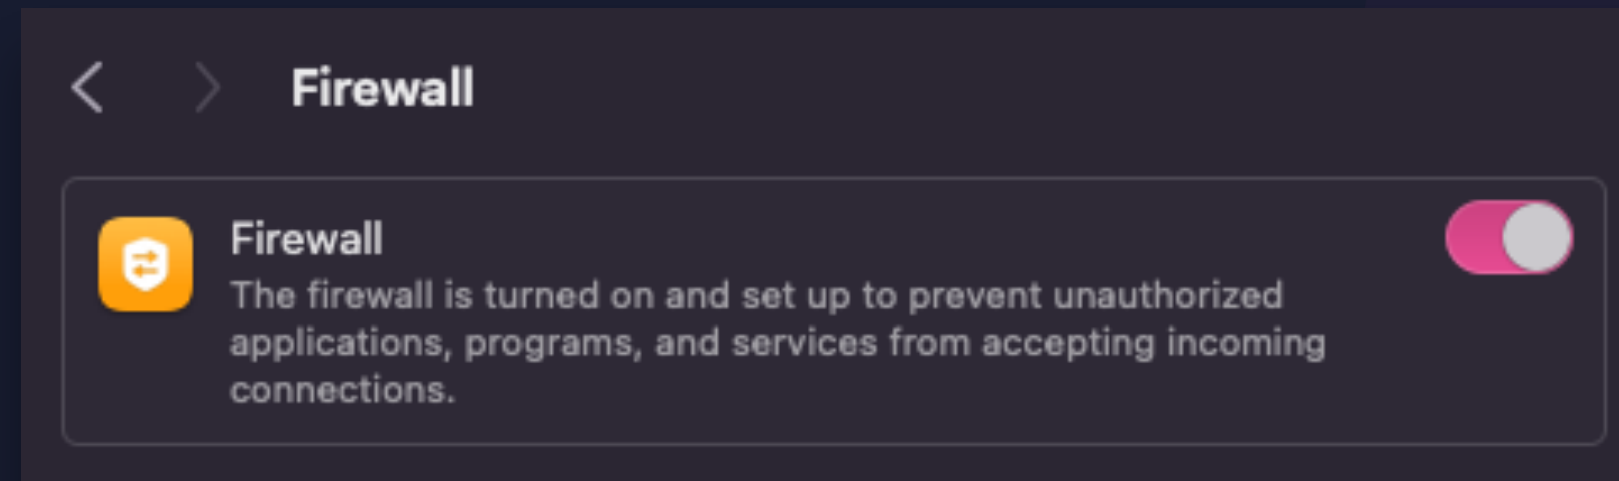 Firewall
Firewall
The firewall is turned on and set up to prevent unauthorized
applications, programs, and services from accepting incoming
connections.